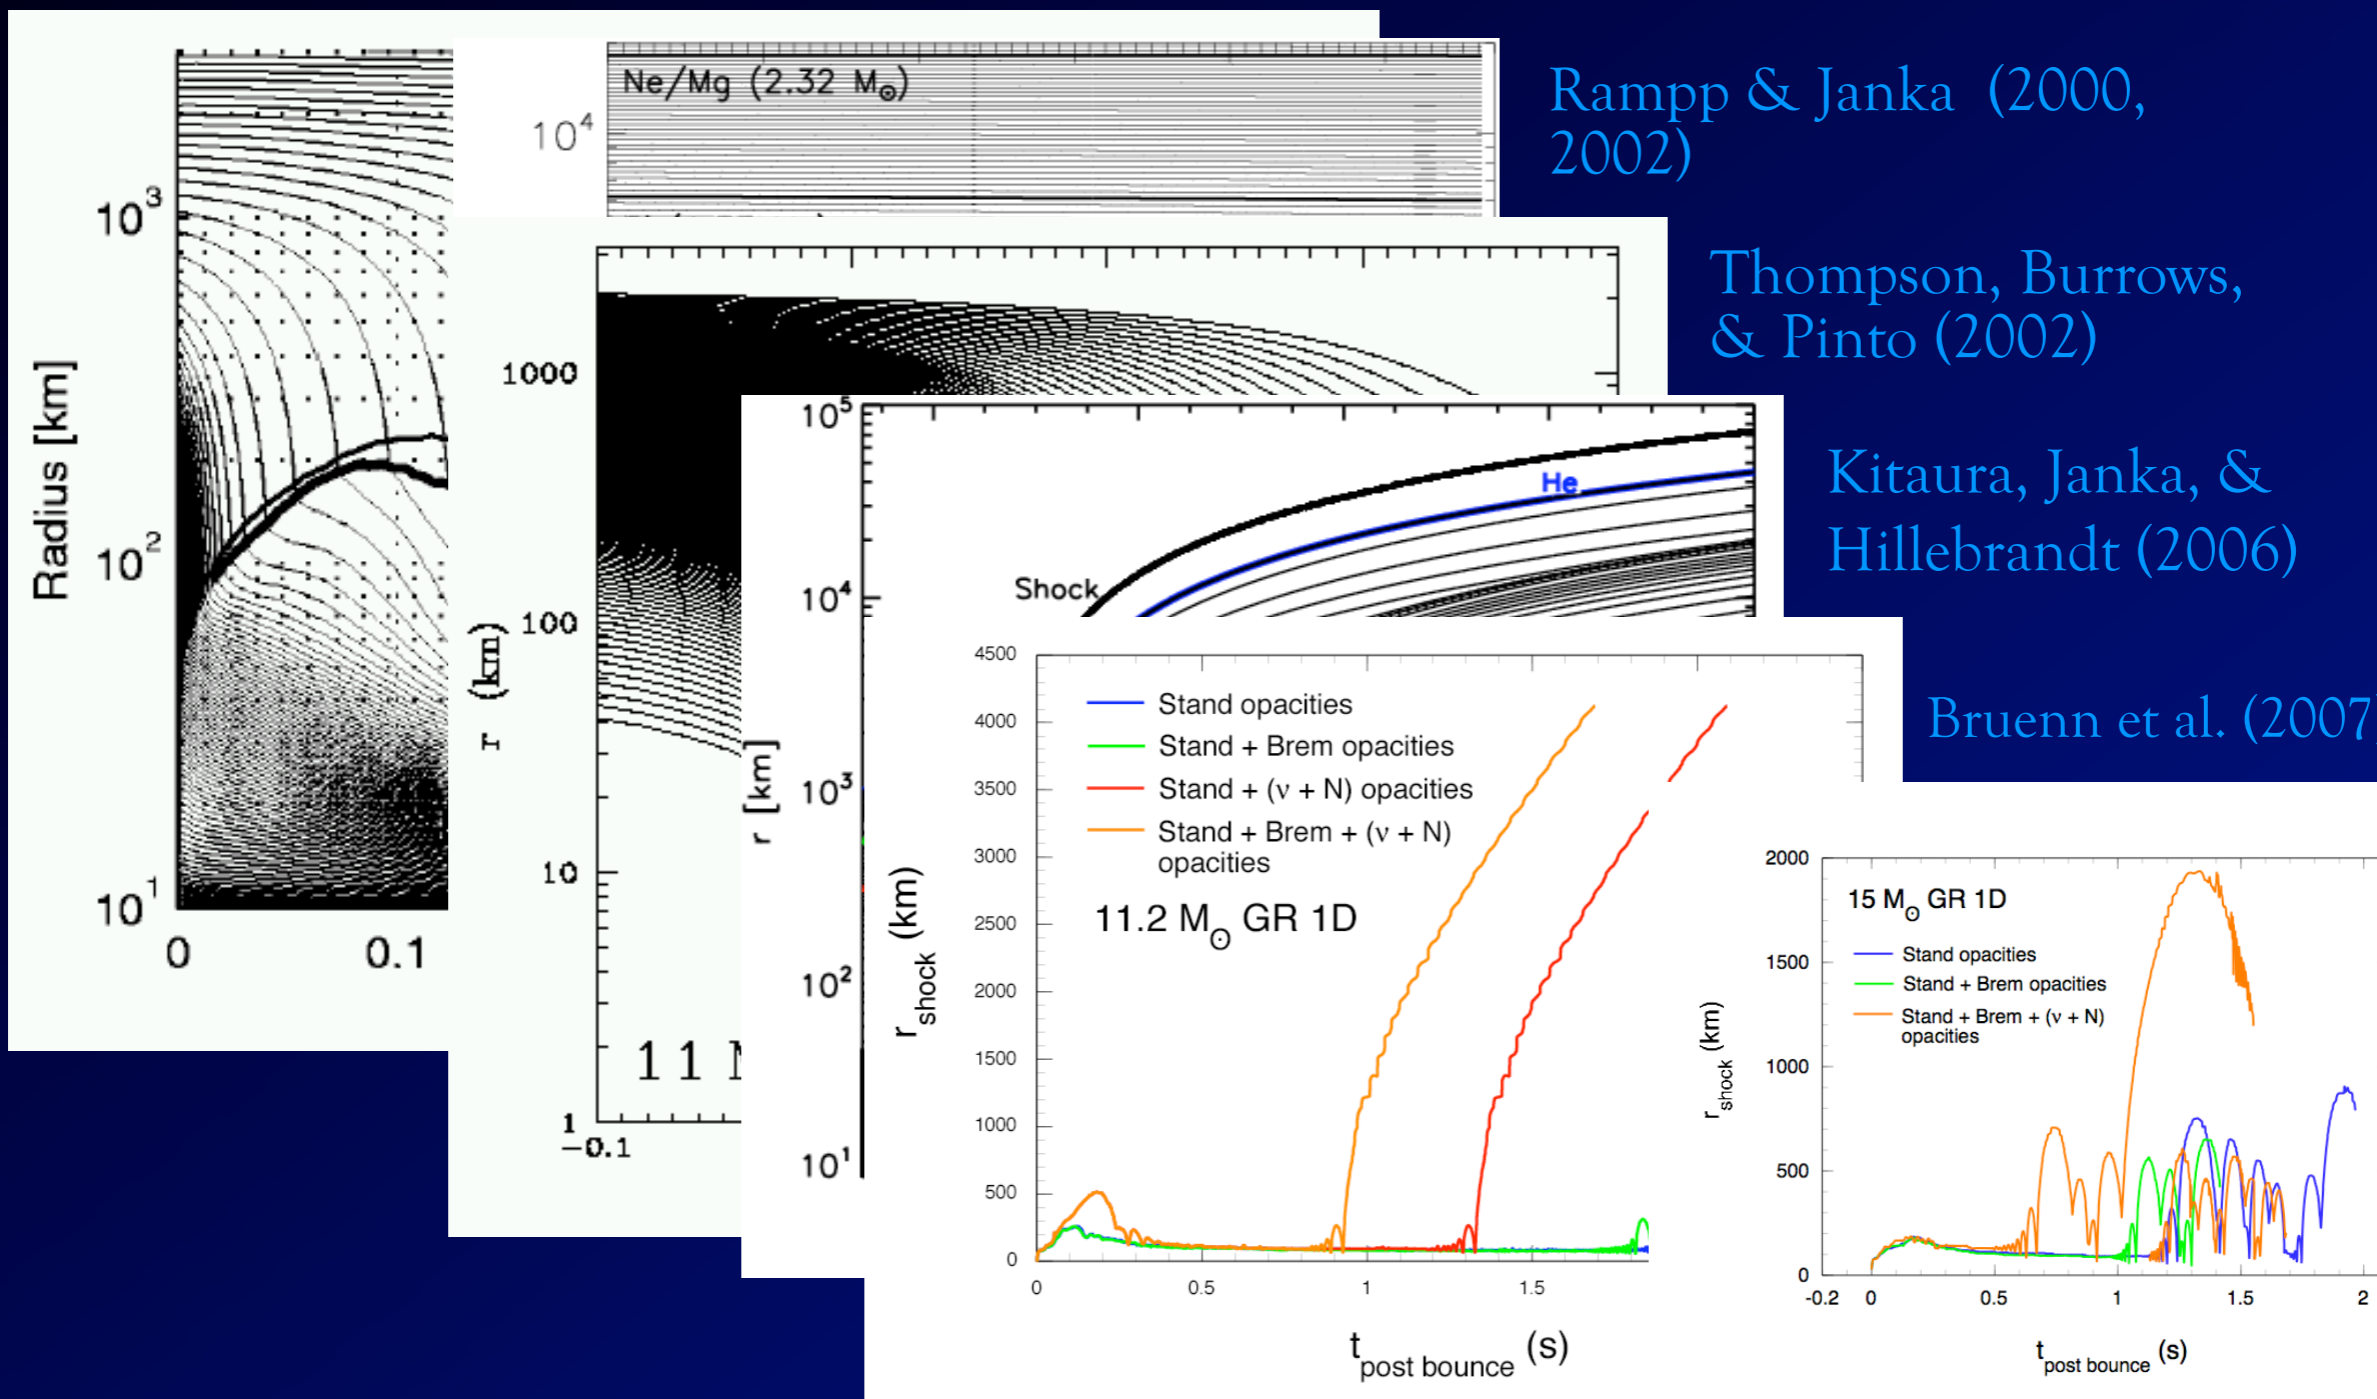 Rampp & Janka (2000,
2002)
Thompson, Burrows,
& Pinto (2002)
Kitaura, Janka, &
Hillebrandt (2006)
Bruenn et al. (2007
Radius [km]
10³
10²
10¹
0
0.1
Ne/Mg (2.32 M⊙)
10⁴
r (km)
1000
100
10
1
-0.1
11
r [km]
10⁵
10⁴
10³
10²
10¹
He
Shock
r shock (km)
4500
4000
3500
3000
2500
2000
1500
1000
500
0
Stand opacities
Stand + Brem opacities
Stand + (ν + N) opacities
Stand + Brem + (ν + N)
opacities
11.2 M⊙ GR 1D
0
0.5
1
1.5
t post bounce (s)
r shock (km)
2000
1500
1000
500
0
15 M⊙ GR 1D
Stand opacities
Stand + Brem opacities
Stand + Brem + (ν + N)
opacities
-0.2
0
0.5
1
1.5
2
t post bounce (s)